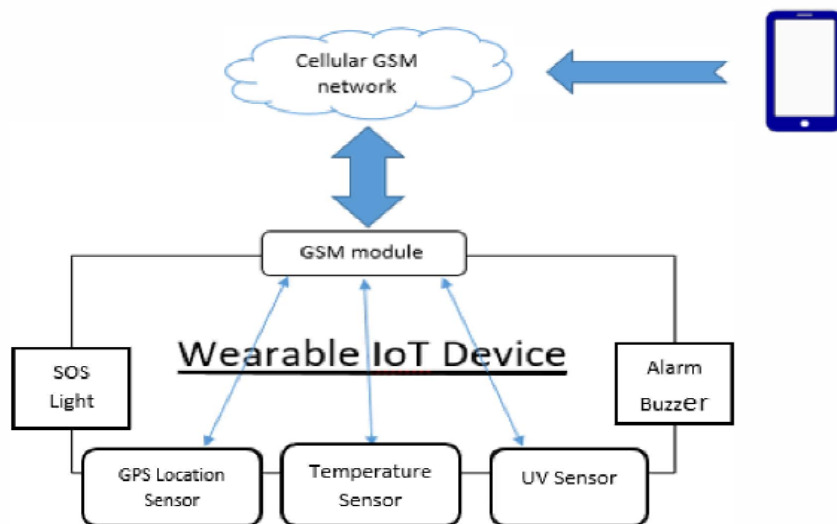 Cellular GSM
network
GSM module
Wearable IoT Device
SOS
Light
Alarm
Buzzer
GPS Location
Sensor
Temperature
Sensor
UV Sensor